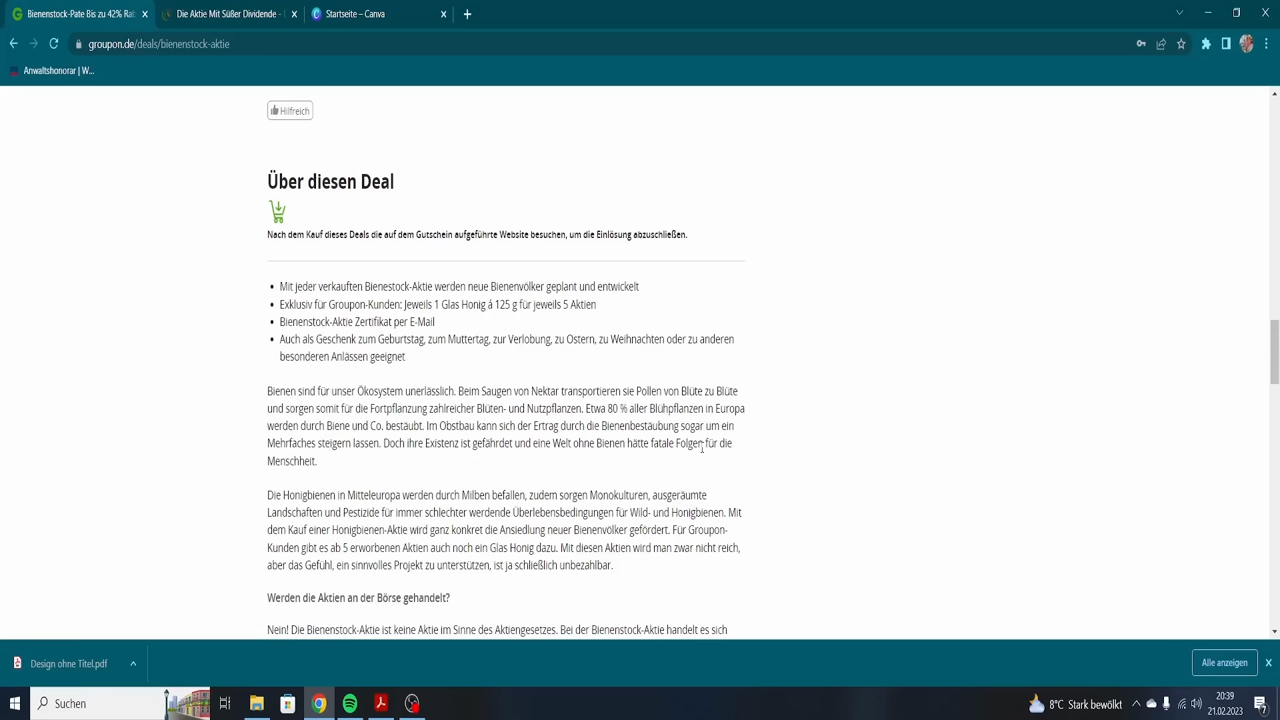 Bienenstock-Pate Bis zu 42% Ra
Die Aktie Mit Süßer Dividende -
Startseite - Canva
groupon.de/deals/bienenstock-aktie
Anwaltshonorar | W...
Hilfreich
Über diesen Deal
Nach dem Kauf dieses Deals die auf dem Gutschein aufgeführte Website besuchen, um die Einlösung abzuschließen.
• Mit jeder verkauften Bienestock-Aktie werden neue Bienenvölker geplant und entwickelt
• Exklusiv für Groupon-Kunden: Jeweils 1 Glas Honig á 125 g für jeweils 5 Aktien
• Bienenstock-Aktie Zertifikat per E-Mail
• Auch als Geschenk zum Geburtstag, zum Muttertag, zur Verlobung, zu Ostern, zu Weihnachten oder zu anderen
besonderen Anlässen geeignet
Bienen sind für unser Ökosystem unerlässlich. Beim Saugen von Nektar transportieren sie Pollen von Blüte zu Blüte
und sorgen somit für die Fortpflanzung zahlreicher Blüten- und Nutzpflanzen. Etwa 80 % aller Blühpflanzen in Europa
werden durch Biene und Co. bestäubt. Im Obstbau kann sich der Ertrag durch die Bienenbestäubung sogar um ein
Mehrfaches steigern lassen. Doch ihre Existenz ist gefährdet und eine Welt ohne Bienen hätte fatale Folgen für die
Menschheit.
Die Honigbienen in Mitteleuropa werden durch Milben befallen, zudem sorgen Monokulturen, ausgeräumte
Landschaften und Pestizide für immer schlechter werdende Überlebensbedingungen für Wild- und Honigbienen. Mit
dem Kauf einer Honigbienen-Aktie wird ganz konkret die Ansiedlung neuer Bienenvölker gefördert. Für Groupon-
Kunden gibt es ab 5 erworbenen Aktien auch noch ein Glas Honig dazu. Mit diesen Aktien wird man zwar nicht reich,
aber das Gefühl, ein sinnvolles Projekt zu unterstützen, ist ja schließlich unbezahlbar.
Werden die Aktien an der Börse gehandelt?
Nein! Die Bienenstock-Aktie ist keine Aktie im Sinne des Aktiengesetzes. Bei der Bienenstock-Aktie handelt es sich
Design ohne Titel.pdf
Alle anzeigen
Suchen
8°C Stark bewölkt
20:39
21.02.2023